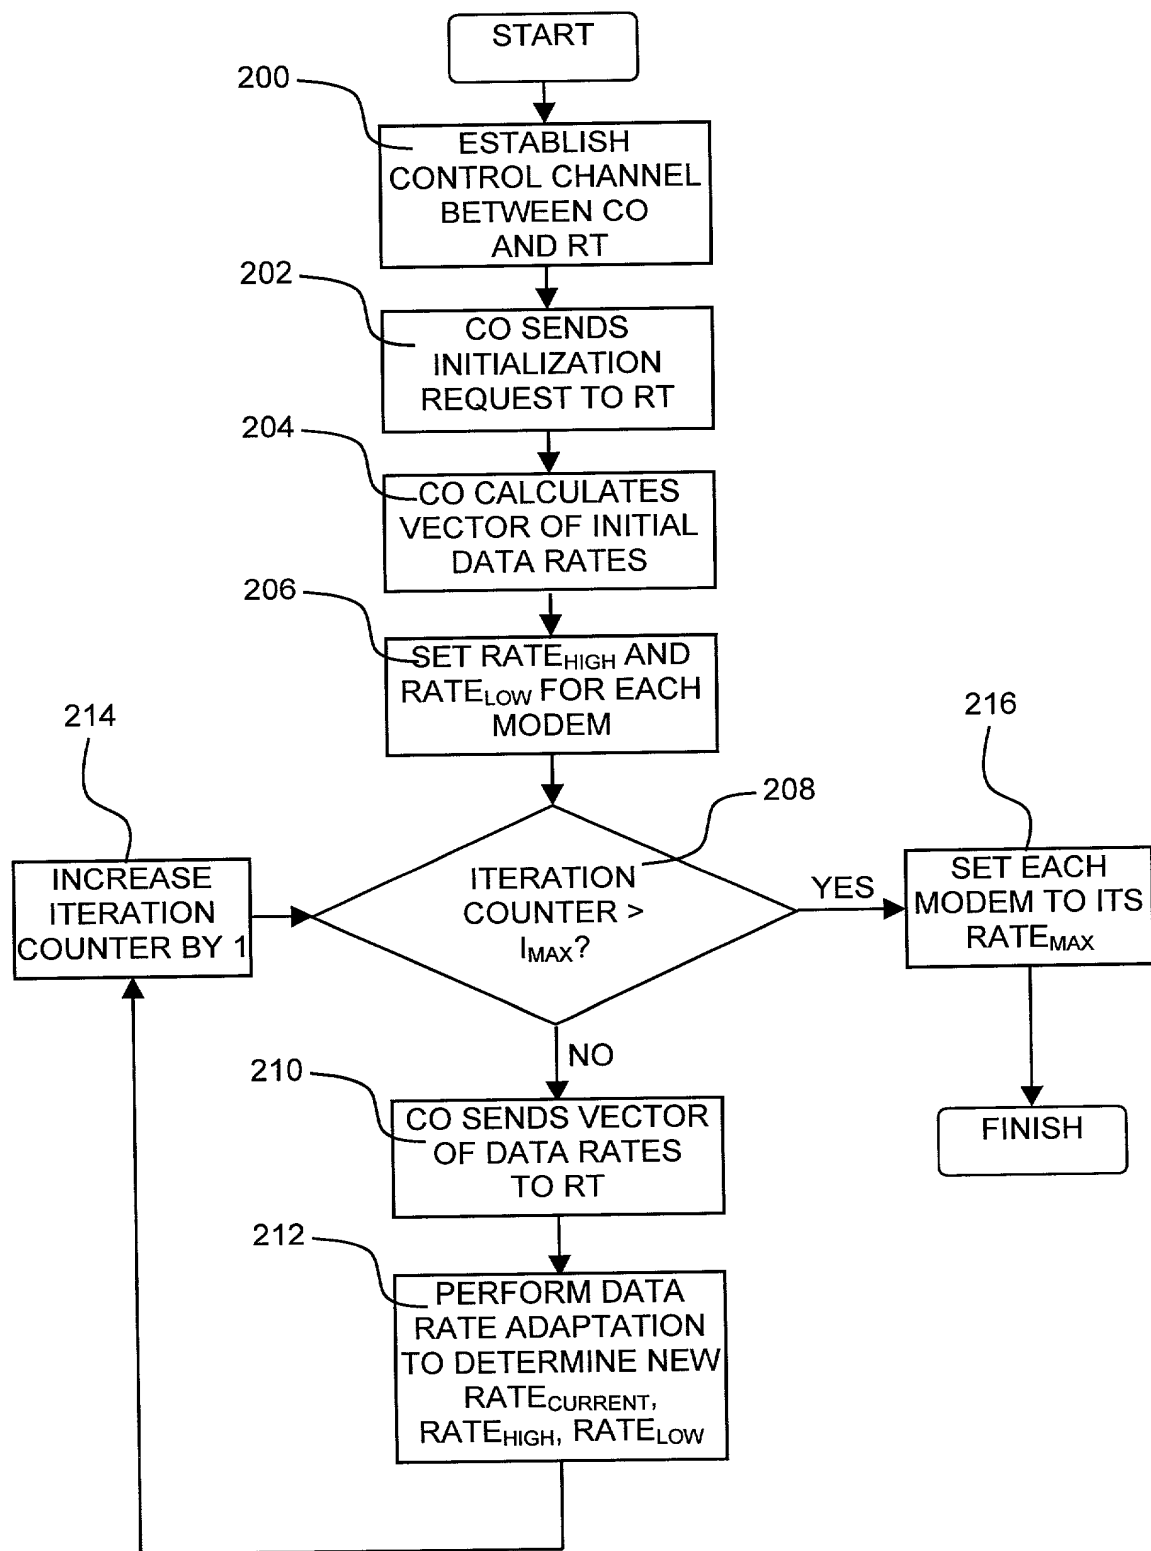 START
200
ESTABLISH
CONTROL CHANNEL
BETWEEN CO
AND RT
202
CO SENDS
INITIALIZATION
REQUEST TO RT
204
CO CALCULATES
VECTOR OF INITIAL
DATA RATES
206
SET RATEHIGH AND
RATELOW FOR EACH
MODEM
214
216
208
INCREASE
ITERATION
COUNTER BY 1
ITERATION
COUNTER >
IMAX?
YES
SET EACH
MODEM TO ITS
RATEMAX
NO
210
CO SENDS VECTOR
OF DATA RATES
TO RT
FINISH
212
PERFORM DATA
RATE ADAPTATION
TO DETERMINE NEW
RATECURRENT,
RATEHIGH, RATELOW